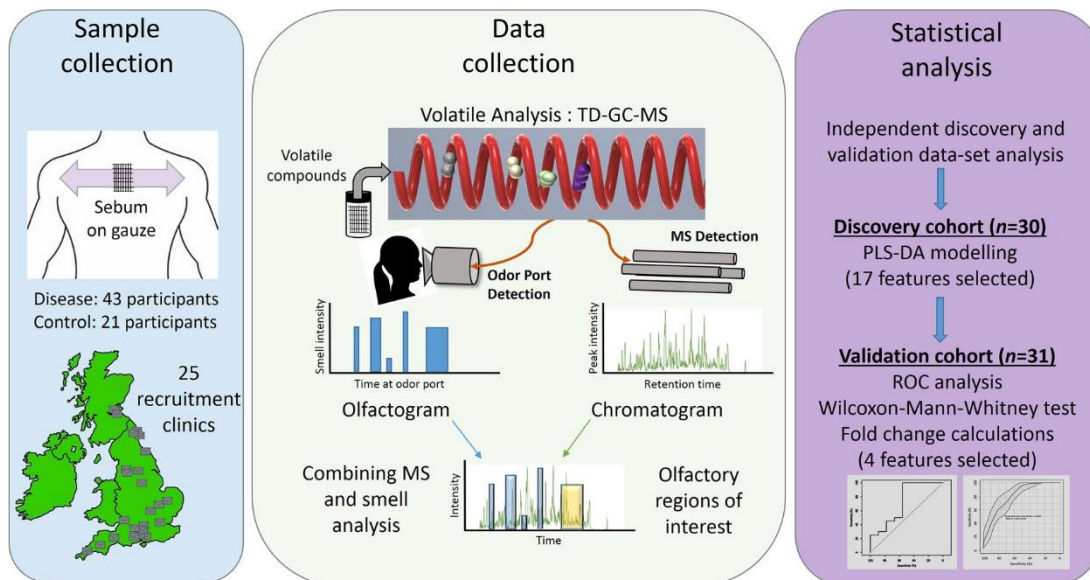 Sample
collection
Sebum
on gauze
Disease: 43 participants
Control: 21 participants
25
recruitment
clinics
Data
collection
Volatile Analysis : TD-GC-MS
Volatile
compounds
Odor Port
Detection
MS Detection
Smell intensity
Time at odor port
Olfactogram
Peak intensity
Retention time
Chromatogram
Combining MS
and smell
analysis
Intensity
Time
Olfactory
regions of
interest
Statistical
analysis
Independent discovery and
validation data-set analysis
Discovery cohort (n=30)
PLS-DA modelling
(17 features selected)
Validation cohort (n=31)
ROC analysis
Wilcoxon-Mann-Whitney test
Fold change calculations
(4 features selected)